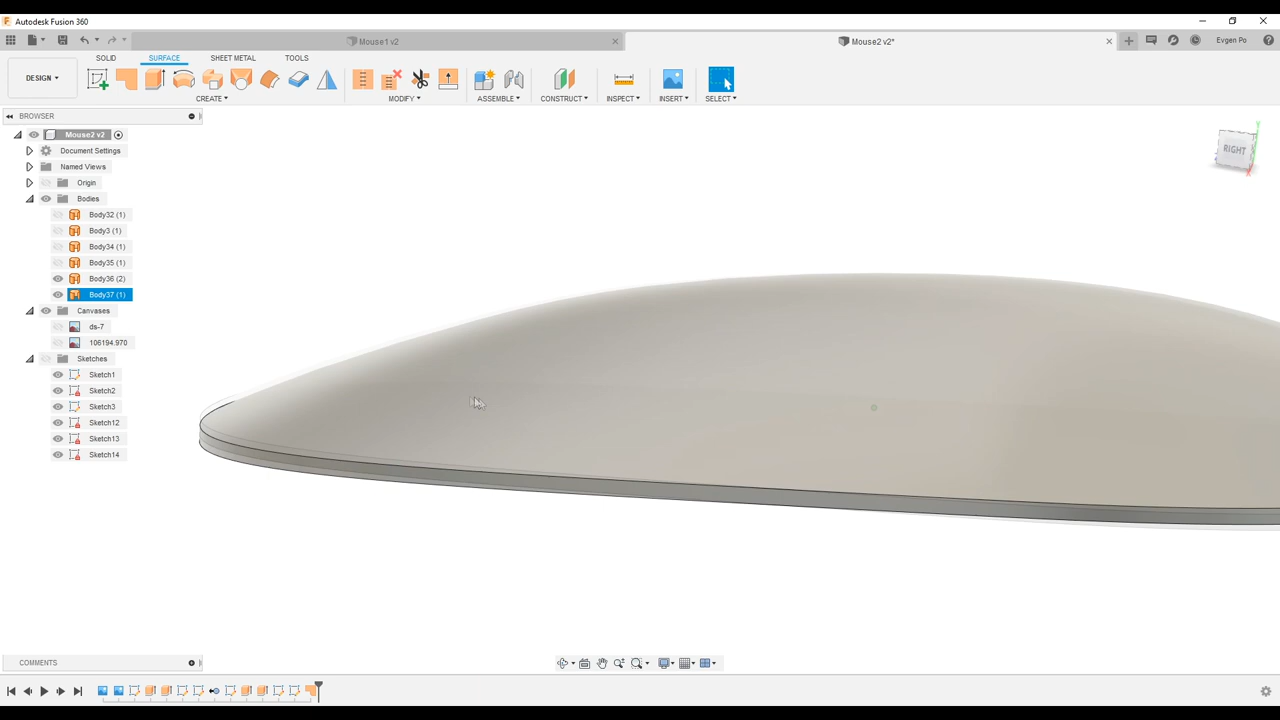 Autodesk Fusion 360
Mouse1 v2
Mouse2 v2*
Evgen Po
SOLID
SURFACE
SHEET METAL
TOOLS
DESIGN
CREATE
MODIFY
ASSEMBLE
CONSTRUCT
INSPECT
INSERT
SELECT
BROWSER
RIGHT
Mouse2 v2
Document Settings
Named Views
Origin
Bodies
Body32 (1)
Body3 (1)
Body34 (1)
Body35 (1)
Body36 (2)
Body37 (1)
Canvases
ds-7
106194.970
Sketches
Sketch1
Sketch2
Sketch3
Sketch12
Sketch13
Sketch14
COMMENTS